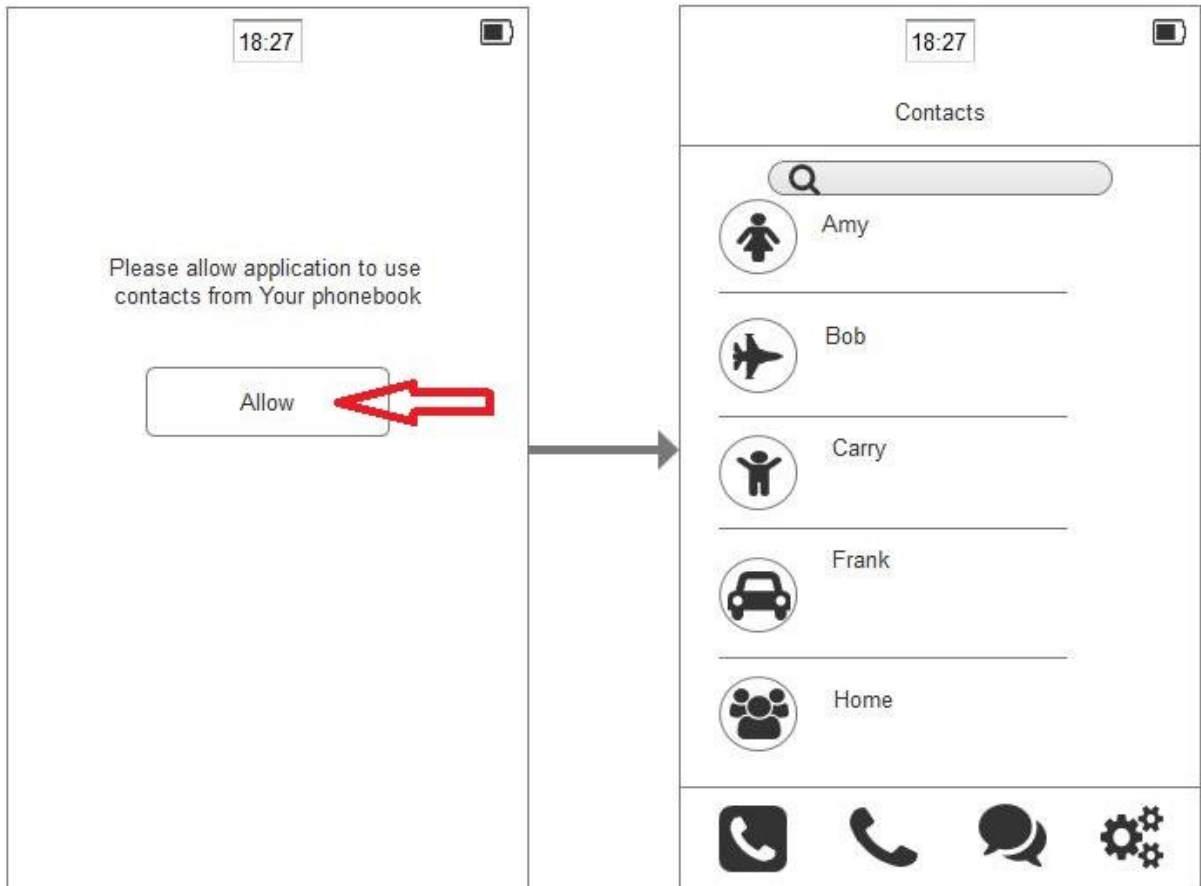 18:27
Please allow application to use
contacts from Your phonebook
Allow
18:27
Contacts
Amy
Bob
Carry
Frank
Home